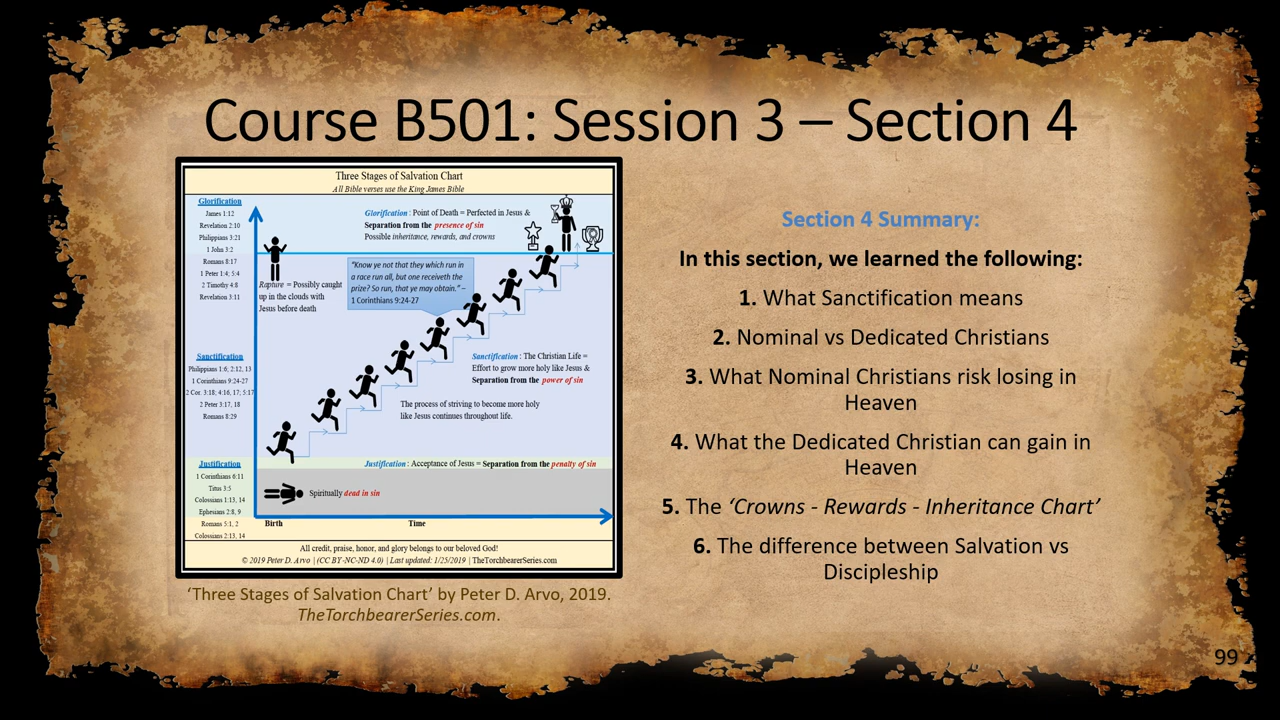 Course B501: Session 3 – Section 4
Three Stages of Salvation Chart
All Bible verses use the King James Bible
Glorification
James 1:12
Revelation 2:10
Philippians 3:21
1 John 3:2
Romans 8:17
1 Peter 1:4; 5:4
2 Timothy 4:8
Revelation 3:11
Sanctification
Philippians 1:6, 2:12, 13
1 Corinthians 9:24-27
2 Cor. 3:18; 4:16, 17; 5:17
2 Peter 3:17, 18
Romans 8:29
Justification
1 Corinthians 6:11
Titus 3:5
Colossians 1:13, 14
Ephesians 2:8, 9
Romans 5:1, 2
Colossians 2:13, 14
Glorification : Point of Death = Perfected in Jesus &
Separation from the presence of sin
Possible inheritance, rewards, and crowns
Rapture = Possibly caught
up in the clouds with
Jesus before death
“Know ye not that they which run in
a race run all, but one receiveth the
prize? So run, that ye may obtain.” –
1 Corinthians 9:24-27
Sanctification : The Christian Life =
Effort to grow more holy like Jesus &
Separation from the power of sin
The process of striving to become more holy
like Jesus continues throughout life.
Justification : Acceptance of Jesus = Separation from the penalty of sin
Spiritually dead in sin
Birth
Time
All credit, praise, honor, and glory belongs to our beloved God!
© 2019 Peter D. Arvo | (CC BY-NC-ND 4.0) | Last updated: 1/25/2019 | TheTorchbearerSeries.com
‘Three Stages of Salvation Chart’ by Peter D. Arvo, 2019.
TheTorchbearerSeries.com.
Section 4 Summary:
In this section, we learned the following:
1. What Sanctification means
2. Nominal vs Dedicated Christians
3. What Nominal Christians risk losing in
Heaven
4. What the Dedicated Christian can gain in
Heaven
5. The ‘Crowns - Rewards - Inheritance Chart’
6. The difference between Salvation vs
Discipleship
99